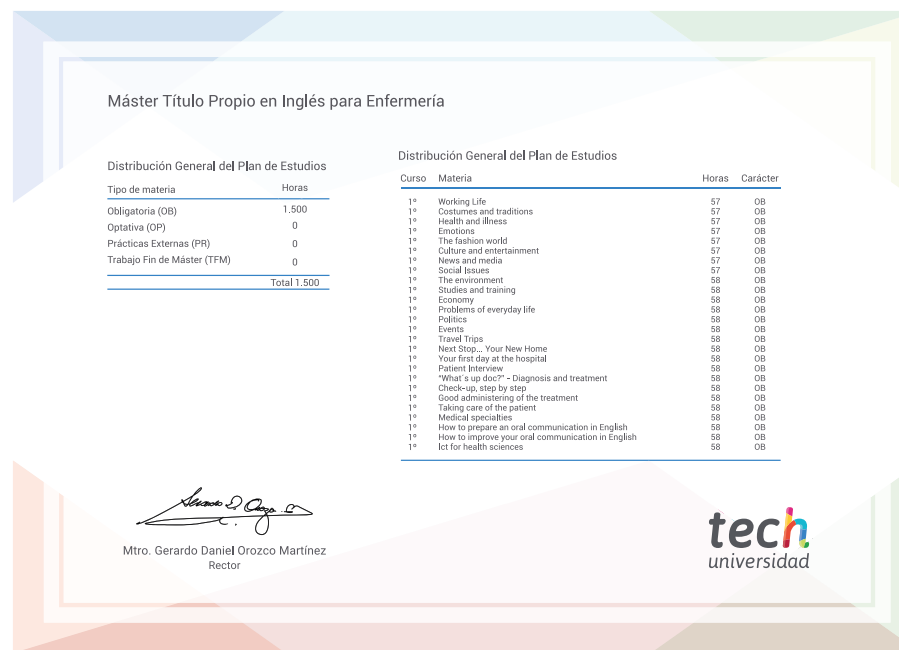 Máster Título Propio en Inglés para Enfermería
Distribución General del Plan de Estudios
Tipo de materia Horas
Obligatoria (OB) 1.500
Optativa (OP) 0
Prácticas Externas (PR) 0
Trabajo Fin de Máster (TFM) 0
Total 1.500
Distribución General del Plan de Estudios
Curso Materia Horas Carácter
1º Working Life 57 OB
1º Costumes and traditions 57 OB
1º Health and illness 57 OB
1º Emotions 57 OB
1º The fashion world 57 OB
1º Culture and entertainment 57 OB
1º News and media 57 OB
1º Social Issues 57 OB
1º The environment 58 OB
1º Studies and training 58 OB
1º Economy 58 OB
1º Problems of everyday life 58 OB
1º Politics 58 OB
1º Events 58 OB
1º Travel Trips 58 OB
1º Next Stop... Your New Home 58 OB
1º Your first day at the hospital 58 OB
1º Patient Interview 58 OB
1º "What´s up doc?" - Diagnosis and treatment 58 OB
1º Check-up, step by step 58 OB
1º Good administering of the treatment 58 OB
1º Taking care of the patient 58 OB
1º Medical specialties 58 OB
1º How to prepare an oral communication in English 58 OB
1º How to improve your oral communication in English 58 OB
1º Ict for health sciences 58 OB
Mtro. Gerardo Daniel Orozco Martínez
Rector
tech
universidad